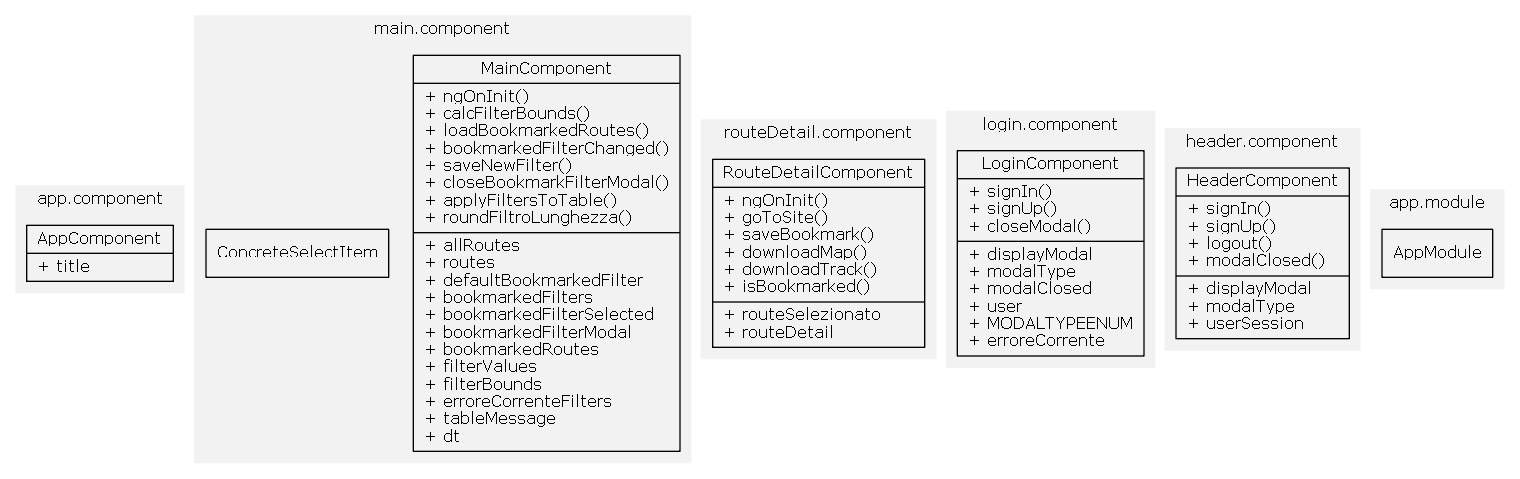 app.component
AppComponent
+ title
main.component
ConcreteSelectItem
MainComponent
+ ngOnInit()
+ calcFilterBounds()
+ loadBookmarkedRoutes()
+ bookmarkedFilterChanged()
+ saveNewFilter()
+ closeBookmarkFilterModal()
+ applyFiltersToTable()
+ roundFiltroLunghezza()
+ allRoutes
+ routes
+ defaultBookmarkedFilter
+ bookmarkedFilters
+ bookmarkedFilterSelected
+ bookmarkedFilterModal
+ bookmarkedRoutes
+ filterValues
+ filterBounds
+ erroreCorrenteFilters
+ tableMessage
+ dt
routeDetail.component
RouteDetailComponent
+ ngOnInit()
+ goToSite()
+ saveBookmark()
+ downloadMap()
+ downloadTrack()
+ isBookmarked()
+ routeSelezionato
+ routeDetail
login.component
LoginComponent
+ signIn()
+ signUp()
+ closeModal()
+ displayModal
+ modalType
+ modalClosed
+ user
+ MODALTYPEENUM
+ erroreCorrente
header.component
HeaderComponent
+ signIn()
+ signUp()
+ logout()
+ modalClosed()
+ displayModal
+ modalType
+ userSession
app.module
AppModule